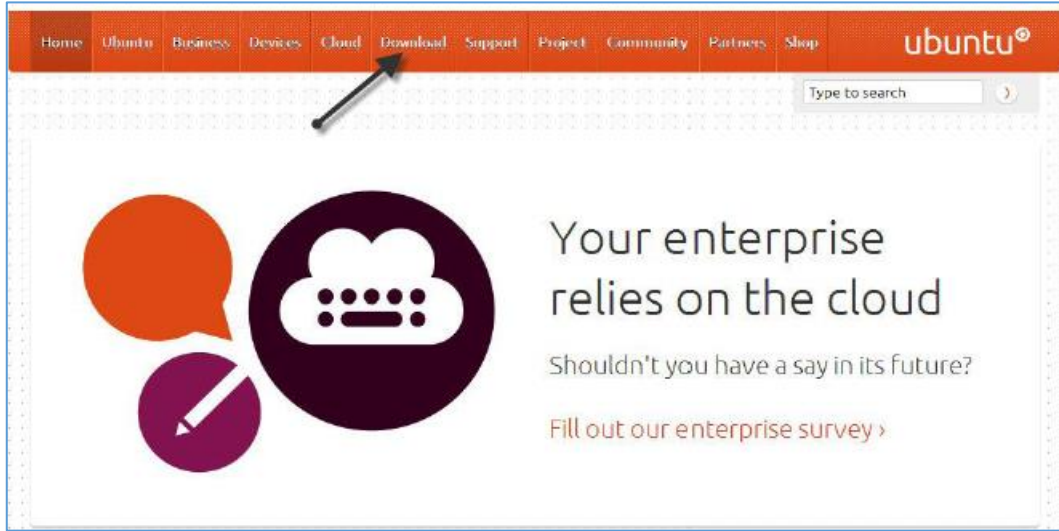 Home Ubuntu Business Devices Cloud Download Support Project Community Partners Shop ubuntu
Type to search
Your enterprise
relies on the cloud
Shouldn't you have a say in its future?
Fill out our enterprise survey ›